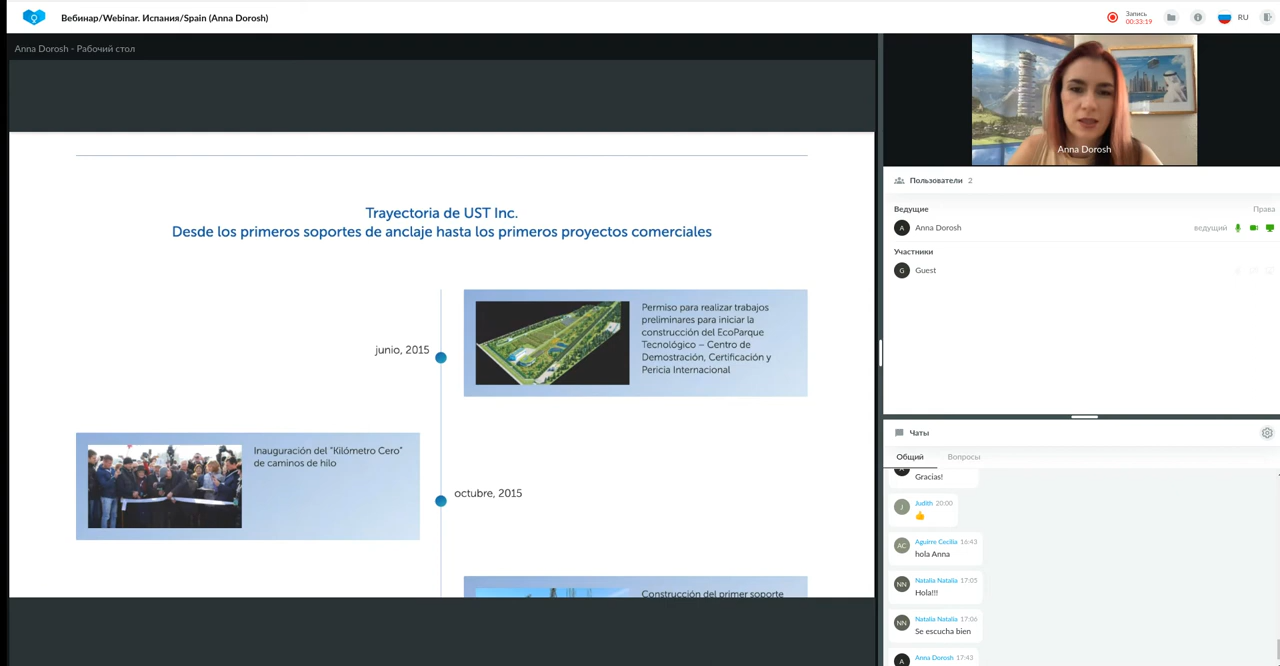 Вебинар/Webinar. Испания/Spain (Anna Dorosh)
Запись
00:33:19
RU
Anna Dorosh - Рабочий стол
Trayectoria de UST Inc.
Desde los primeros soportes de anclaje hasta los primeros proyectos comerciales
junio, 2015
Permiso para realizar trabajos
preliminares para iniciar la
construcción del EcoParque
Tecnológico – Centro de
Demostración, Certificación y
Pericia Internacional
Inauguración del "Kilómetro Cero"
de caminos de hilo
octubre, 2015
Construcción del primer soporte
Anna Dorosh
Пользователи 2
Ведущие
Права
A
Anna Dorosh
ведущий
Участники
G
Guest
Чаты
Общий
Вопросы
A
Gracias!
J
Judith 20:00
👍
AC
Aguirre Cecilia 16:43
hola Anna
NN
Natalia Natalia 17:05
Hola!!!
NN
Natalia Natalia 17:06
Se escucha bien
A
Anna Dorosh 17:43